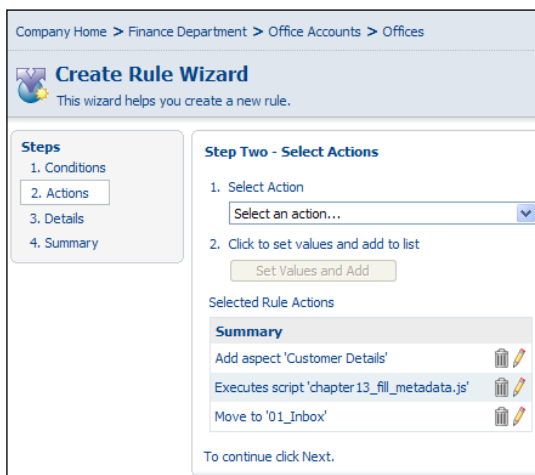 Company Home > Finance Department > Office Accounts > Offices
Create Rule Wizard
This wizard helps you create a new rule.
Steps
1. Conditions
2. Actions
3. Details
4. Summary
Step Two - Select Actions
1. Select Action
Select an action...
2. Click to set values and add to list
Set Values and Add
Selected Rule Actions
Summary
Add aspect 'Customer Details'
Executes script 'chapter13_fill_metadata.js'
Move to '01_Inbox'
To continue click Next.